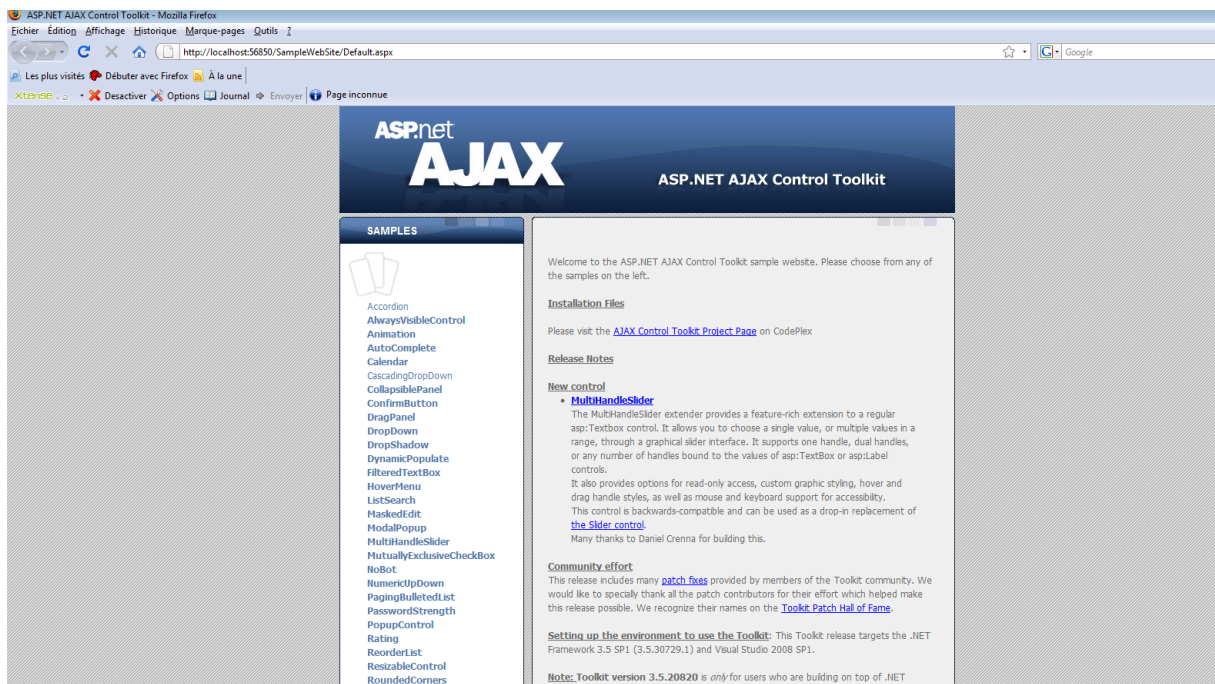 ASP.NET AJAX Control Toolkit - Mozilla Firefox
Eichier Édition Affichage Historique Marque-pages Outils ?
http://localhost:56850/SampleWebSite/Default.aspx
G Google
Les plus visités Débuter avec Firefox À la une
Xtense Desactiver Options Journal Envoyer Page inconnue
ASP.net
AJAX
ASP.NET AJAX Control Toolkit
SAMPLES
Accordion
AlwaysVisibleControl
Animation
AutoComplete
Calendar
CascadingDropDown
CollapsiblePanel
ConfirmButton
DragPanel
DropDown
DropShadow
DynamicPopulate
FilteredTextBox
HoverMenu
ListSearch
MaskedEdit
ModalPopup
MultiHandleSlider
MutuallyExclusiveCheckBox
NoBot
NumericUpDown
PagingBulletedList
PasswordStrength
PopupControl
Rating
ReorderList
ResizableControl
RoundedCorners
Welcome to the ASP.NET AJAX Control Toolkit sample website. Please choose from any of
the samples on the left.
Installation Files
Please visit the AJAX Control Toolkit Project Page on CodePlex
Release Notes
New control
• MultiHandleSlider
The MultiHandleSlider extender provides a feature-rich extension to a regular
asp:Textbox control. It allows you to choose a single value, or multiple values in a
range, through a graphical slider interface. It supports one handle, dual handles,
or any number of handles bound to the values of asp:TextBox or asp:Label
controls.
It also provides options for read-only access, custom graphic styling, hover and
drag handle styles, as well as mouse and keyboard support for accessibility.
This control is backwards-compatible and can be used as a drop-in replacement of
the Slider control.
Many thanks to Daniel Crenna for building this.
Community effort
This release includes many patch fixes provided by members of the Toolkit community. We
would like to specially thank all the patch contributors for their effort which helped make
this release possible. We recognize their names on the Toolkit Patch Hall of Fame.
Setting up the environment to use the Toolkit: This Toolkit release targets the .NET
Framework 3.5 SP1 (3.5.30729.1) and Visual Studio 2008 SP1.
Note: Toolkit version 3.5.20820 is only for users who are building on top of .NET